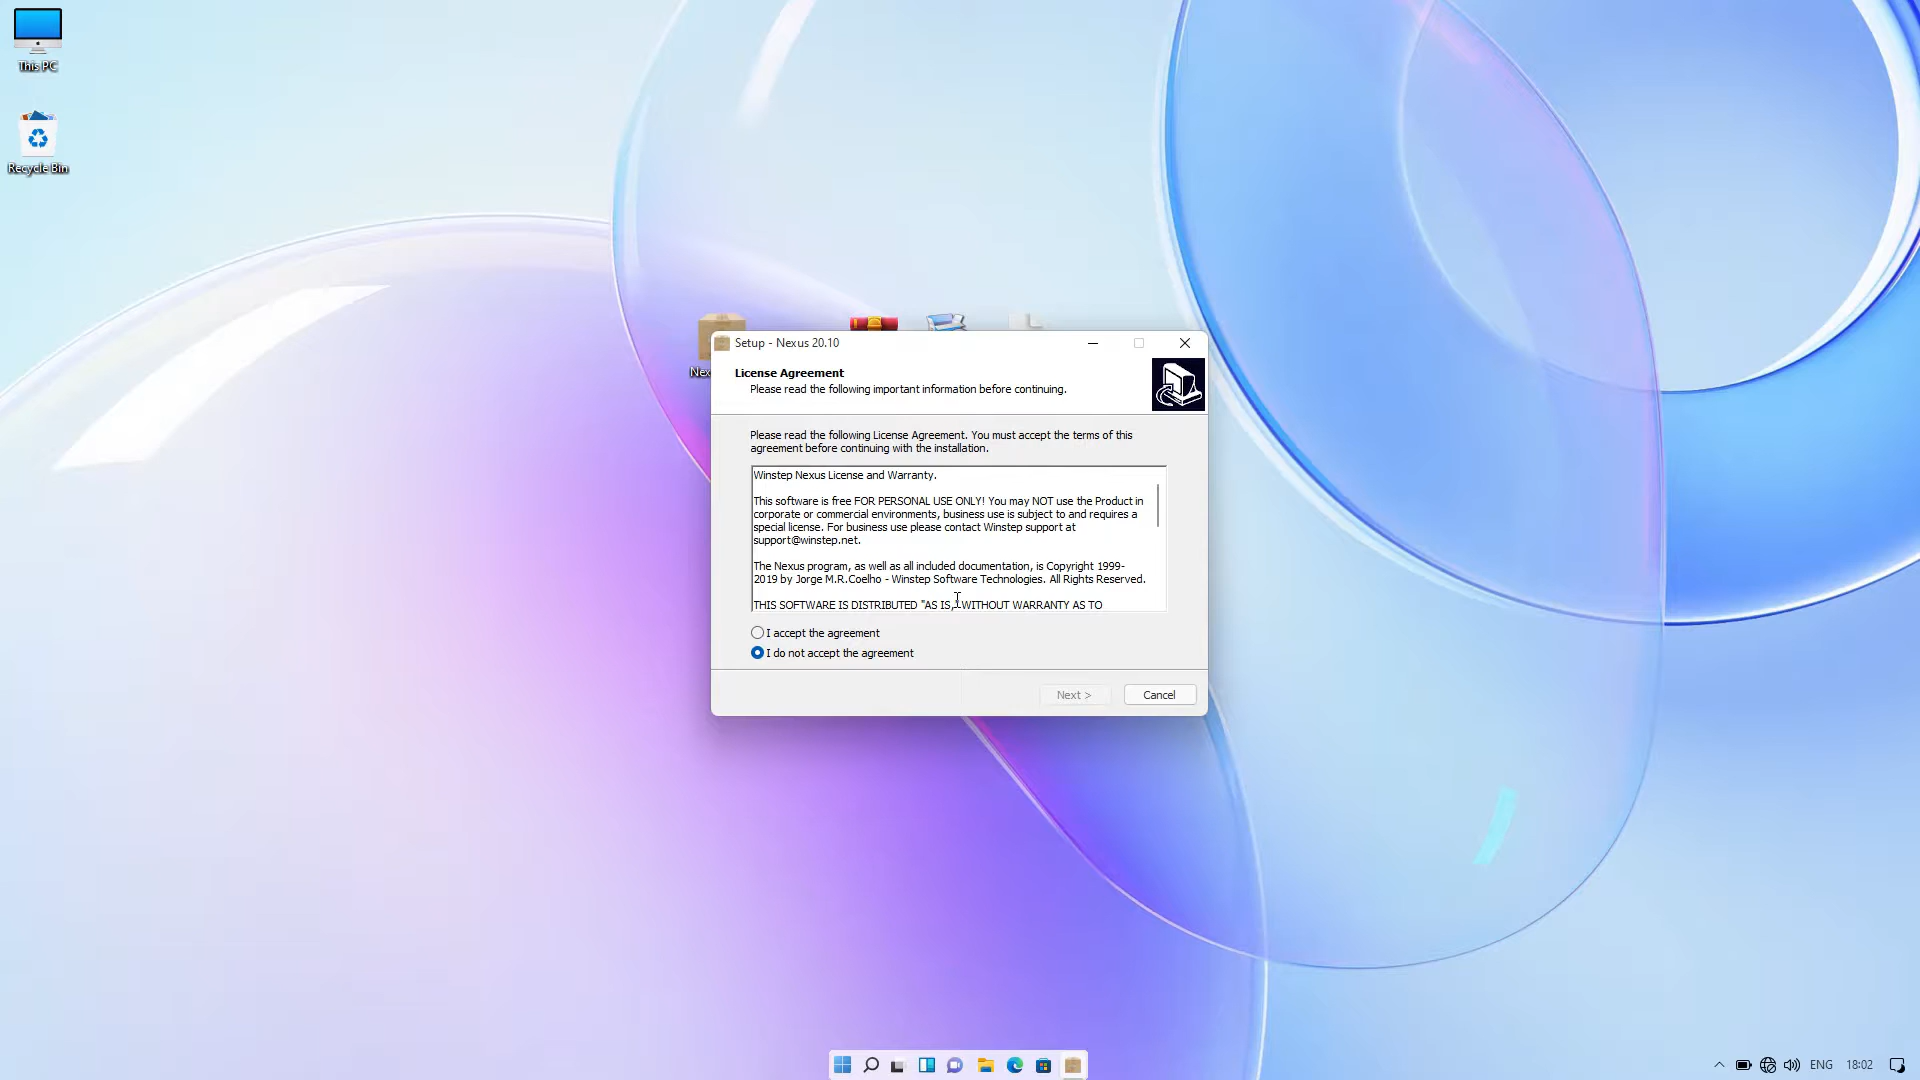 This PC
Recycle Bin
Nex
Setup - Nexus 20.10
License Agreement
Please read the following important information before continuing.
Please read the following License Agreement. You must accept the terms of this
agreement before continuing with the installation.
Winstep Nexus License and Warranty.
This software is free FOR PERSONAL USE ONLY! You may NOT use the Product in
corporate or commercial environments, business use is subject to and requires a
special license. For business use please contact Winstep support at
support@winstep.net.
The Nexus program, as well as all included documentation, is Copyright 1999-
2019 by Jorge M.R.Coelho - Winstep Software Technologies. All Rights Reserved.
THIS SOFTWARE IS DISTRIBUTED "AS IS," WITHOUT WARRANTY AS TO
I accept the agreement
I do not accept the agreement
Next >
Cancel
ENG
18:02